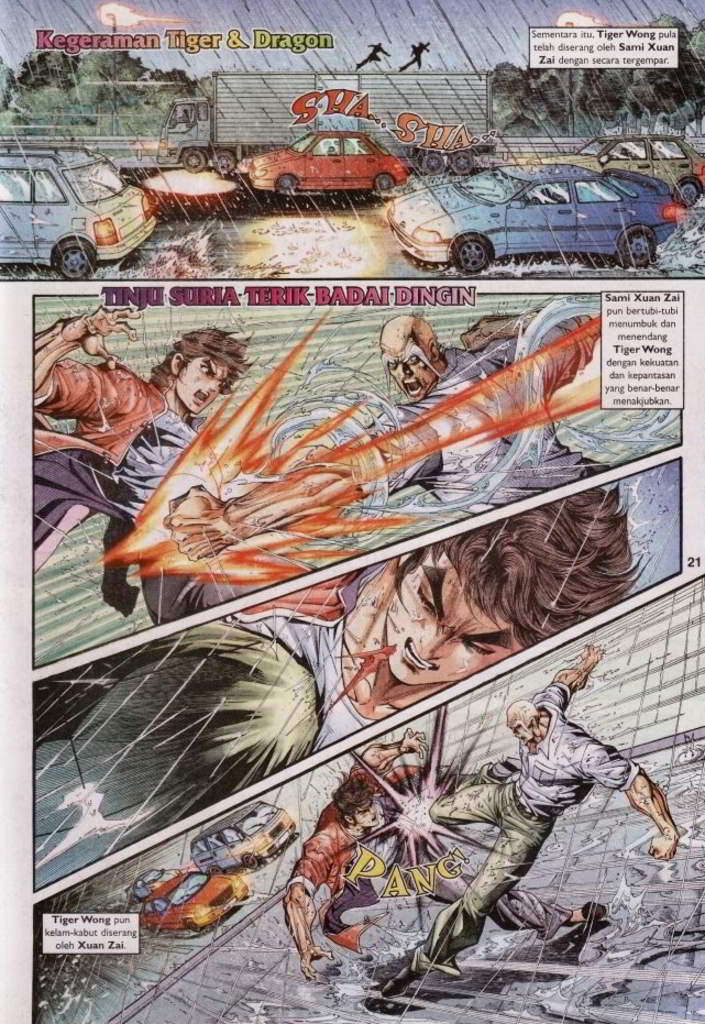 Kegeraman Tiger & Dragon
Sementara itu, Tiger Wong pula
telah diserang oleh Sami Xuan
Zai dengan secara tergempar.
SHA...
SHA...
TINJU SURIA TERIK BADAI DINGIN
Sami Xuan Zai
pun bertubi-tubi
menumbuk dan
menendang
Tiger Wong
dengan kekuatan
dan kepantasan
yang benar-benar
menakjubkan.
21
PANG!
Tiger Wong pun
kelam-kabut diserang
oleh Xuan Zai.